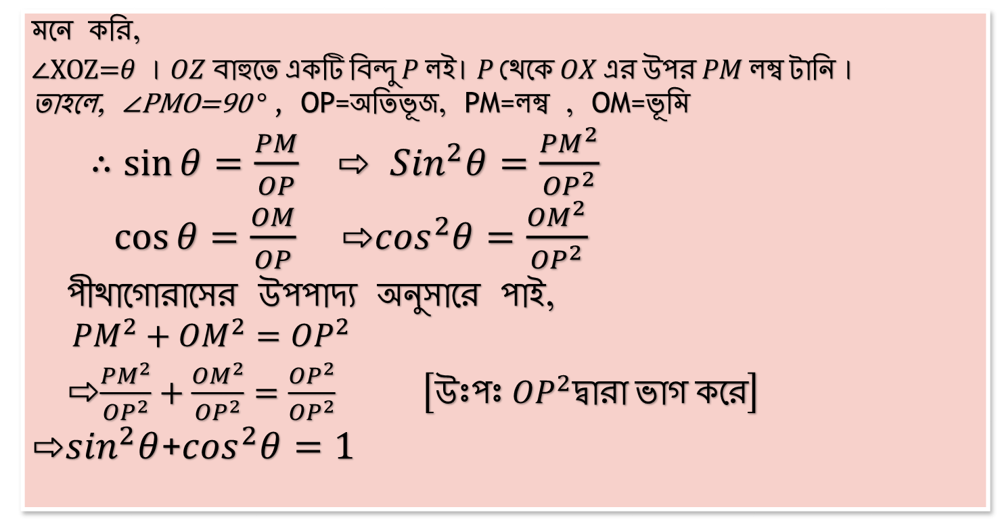 মনে করি,
∠XOZ=θ । OZ বাহুতে একটি বিন্দু P লই। P থেকে OX এর উপর PM লম্ব টানি ।
তাহলে, ∠PMO=90° , OP=অতিভূজ, PM=লম্ব , OM=ভূমি
∴ sin θ = PM/OP ⇨ Sin²θ = PM²/OP²
cos θ = OM/OP ⇨cos²θ = OM²/OP²
পীথাগোরাসের উপপাদ্য অনুসারে পাই,
PM² + OM² = OP²
⇨PM²/OP² + OM²/OP² = OP²/OP² [উঃপঃ OP²দ্বারা ভাগ করে]
⇨sin²θ+cos²θ = 1